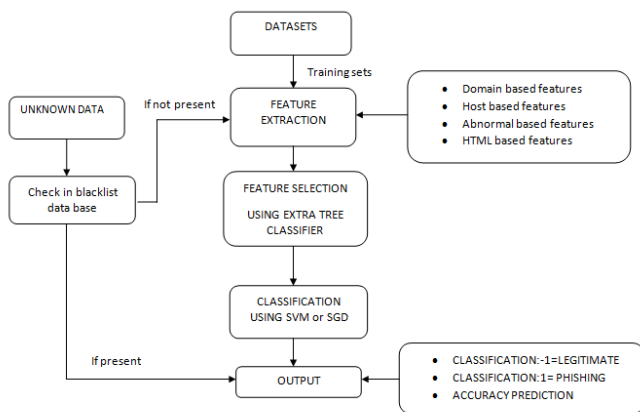 DATASETS
Training sets
UNKNOWN DATA
If not present
FEATURE
EXTRACTION
• Domain based features
• Host based features
• Abnormal based features
• HTML based features
Check in blacklist
data base
FEATURE SELECTION
USING EXTRA TREE
CLASSIFIER
CLASSIFICATION
USING SVM or SGD
If present
OUTPUT
• CLASSIFICATION:-1=LEGITIMATE
• CLASSIFICATION:1= PHISHING
• ACCURACY PREDICTION